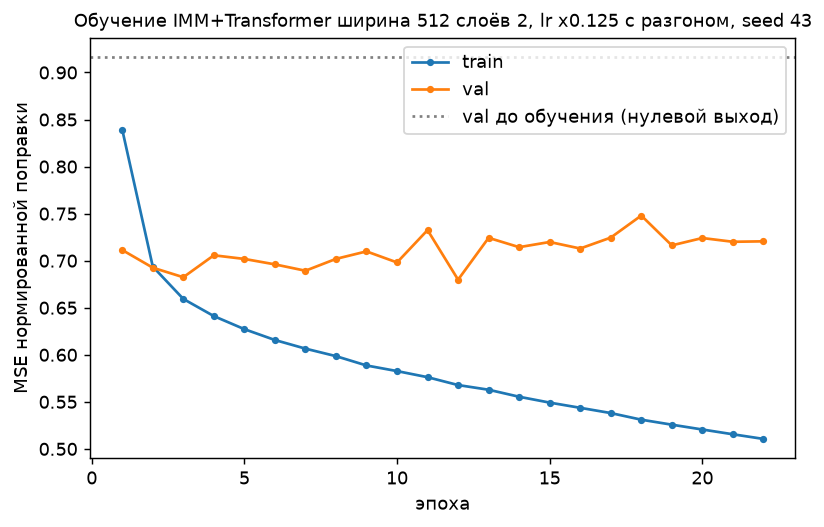 Обучение IMM+Transformer ширина 512 слоёв 2, lr x0.125 с разгоном, seed 43
train
val
val до обучения (нулевой выход)
MSE нормированной поправки
0.90
0.85
0.80
0.75
0.70
0.65
0.60
0.55
0.50
0
5
10
15
20
эпоха